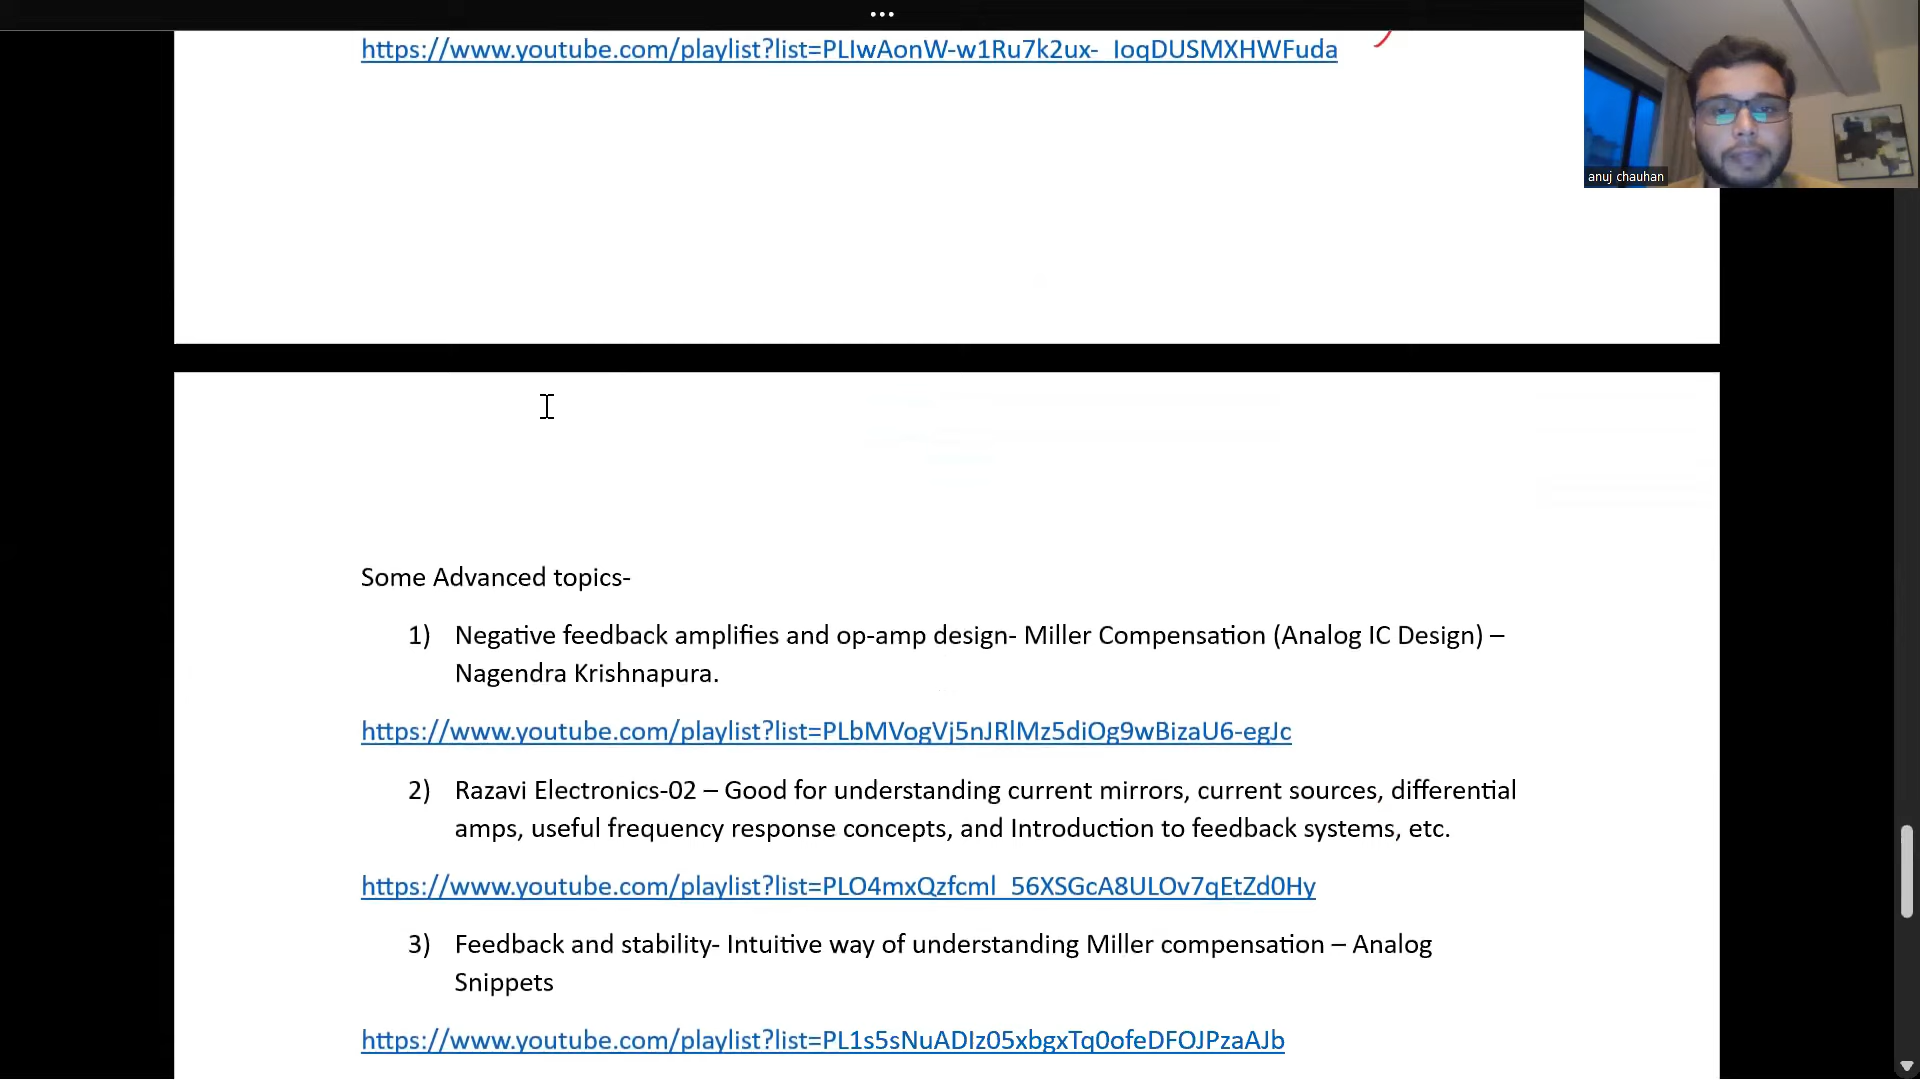 https://www.youtube.com/playlist?list=PLIwAonW-w1Ru7k2ux-_IoqDUSMXHWFuda
anuj chauhan
Some Advanced topics-
1) Negative feedback amplifies and op-amp design- Miller Compensation (Analog IC Design) –
Nagendra Krishnapura.
https://www.youtube.com/playlist?list=PLbMVogVj5nJRlMz5diOg9wBizaU6-egJc
2) Razavi Electronics-02 – Good for understanding current mirrors, current sources, differential
amps, useful frequency response concepts, and Introduction to feedback systems, etc.
https://www.youtube.com/playlist?list=PLO4mxQzfcml_56XSGcA8ULOv7qEtZd0Hy
3) Feedback and stability- Intuitive way of understanding Miller compensation – Analog
Snippets
https://www.youtube.com/playlist?list=PL1s5sNuADIz05xbgxTq0ofeDFOJPzaAJb